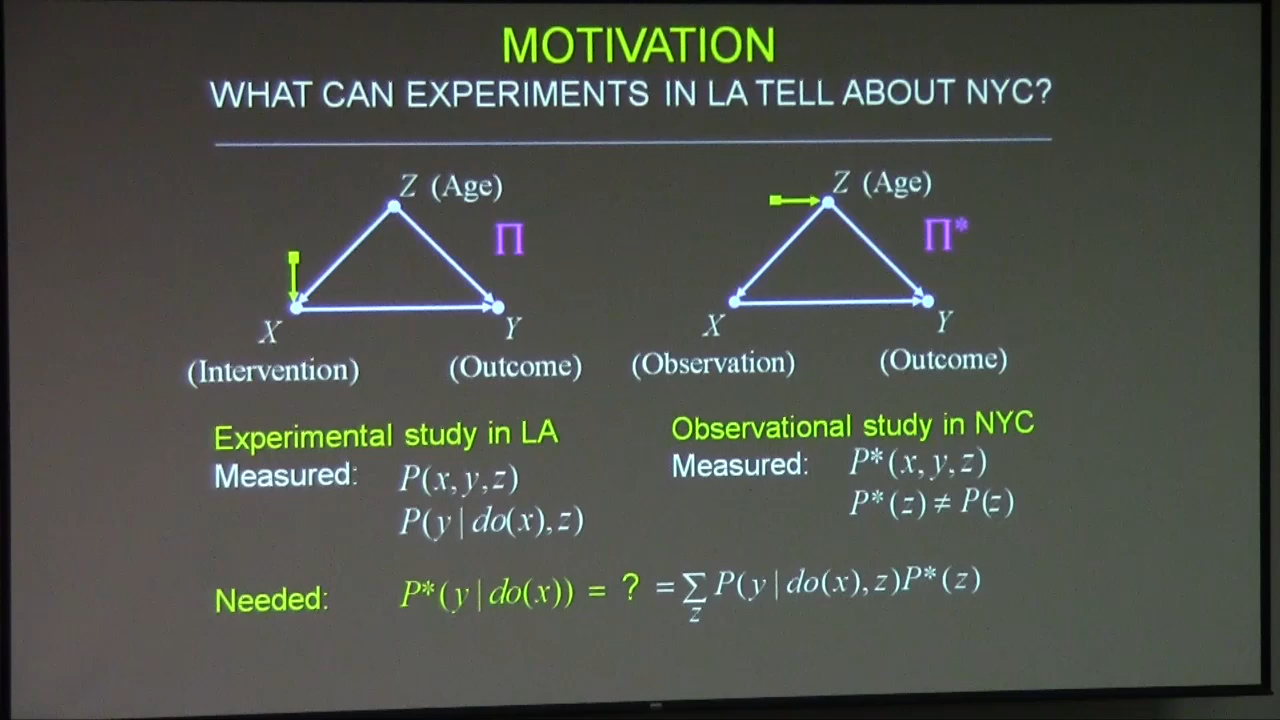 MOTIVATION
WHAT CAN EXPERIMENTS IN LA TELL ABOUT NYC?
Z (Age)
Π
X
Y
(Intervention)
(Outcome)
Z (Age)
Π*
X
Y
(Observation)
(Outcome)
Experimental study in LA
Measured: P(x, y, z)
P(y | do(x), z)
Observational study in NYC
Measured: P*(x, y, z)
P*(z) ≠ P(z)
Needed: P*(y | do(x)) = ? = ∑ P(y | do(x), z)P*(z)
z